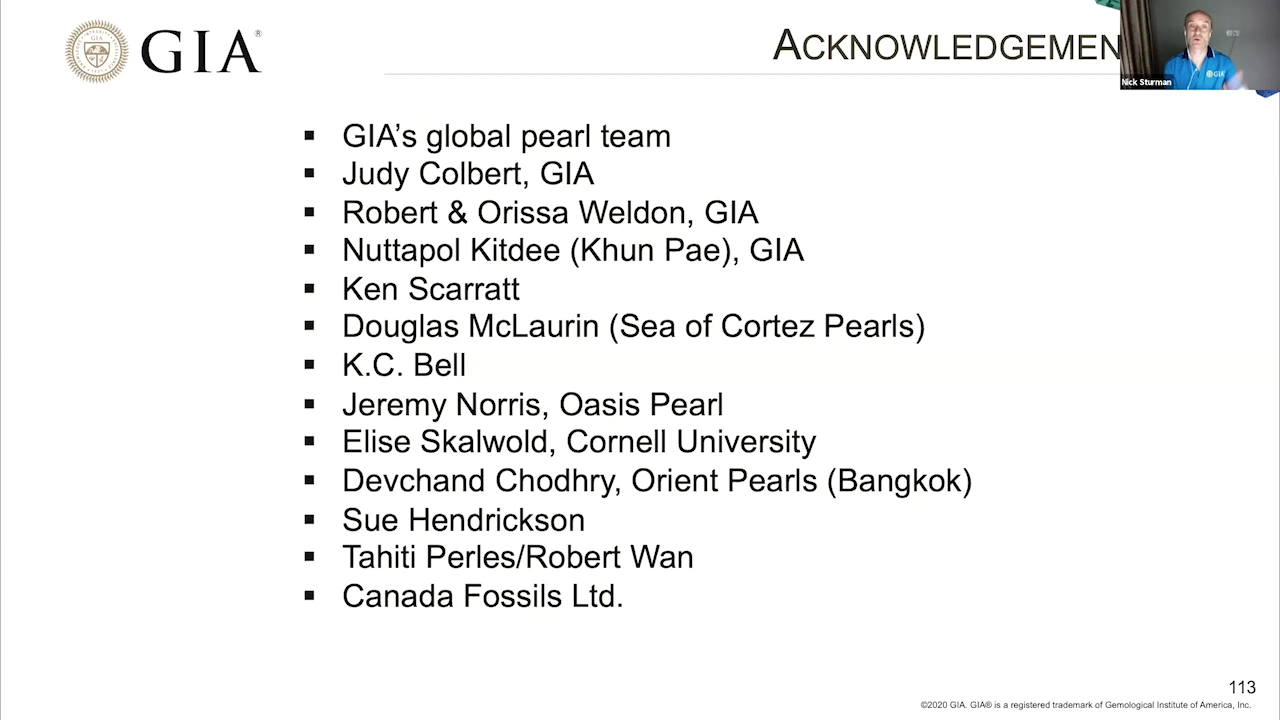 GIA®
ACKNOWLEDGEMEN
Nick Sturman
GIA
▪ GIA's global pearl team
▪ Judy Colbert, GIA
▪ Robert & Orissa Weldon, GIA
▪ Nuttapol Kitdee (Khun Pae), GIA
▪ Ken Scarratt
▪ Douglas McLaurin (Sea of Cortez Pearls)
▪ K.C. Bell
▪ Jeremy Norris, Oasis Pearl
▪ Elise Skalwold, Cornell University
▪ Devchand Chodhry, Orient Pearls (Bangkok)
▪ Sue Hendrickson
▪ Tahiti Perles/Robert Wan
▪ Canada Fossils Ltd.
113
©2020 GIA. GIA® is a registered trademark of Gemological Institute of America, Inc.